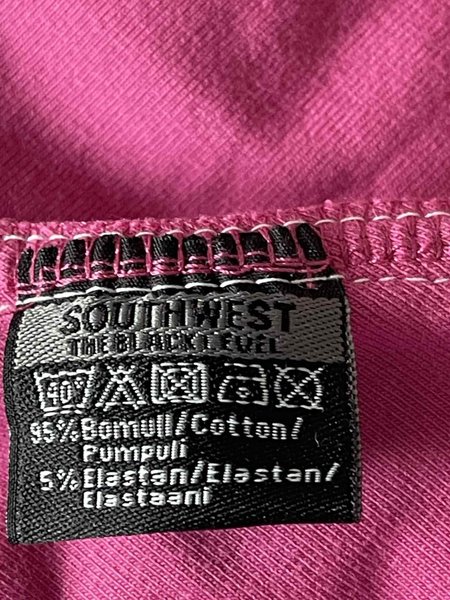 SOUTHWEST
THE BLACK LEVEL
40°
95% Bomull/Cotton/
Pumpuli
5% Elastan/Elastan/
Elastaani